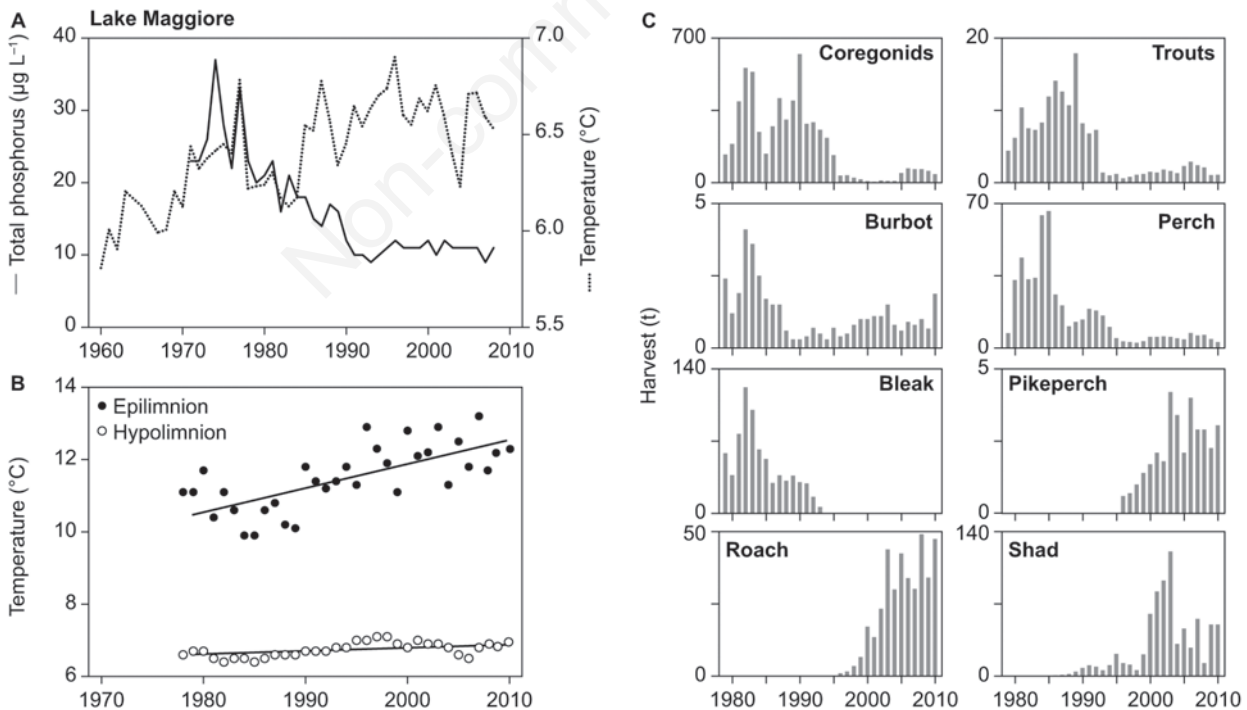 A
Lake Maggiore
40
30
20
10
0
— Total phosphorus (µg L⁻¹)
7.0
6.5
6.0
5.5
Temperature (°C)
1960 1970 1980 1990 2000 2010
B
14
12
10
8
6
Temperature (°C)
Epilimnion
Hypolimnion
1970 1980 1990 2000 2010
C
Harvest (t)
700
0
Coregonids
20
0
Trouts
5
0
Burbot
70
0
Perch
140
0
Bleak
5
0
Pikeperch
50
0
Roach
140
0
Shad
1980 1990 2000 2010
1980 1990 2000 2010